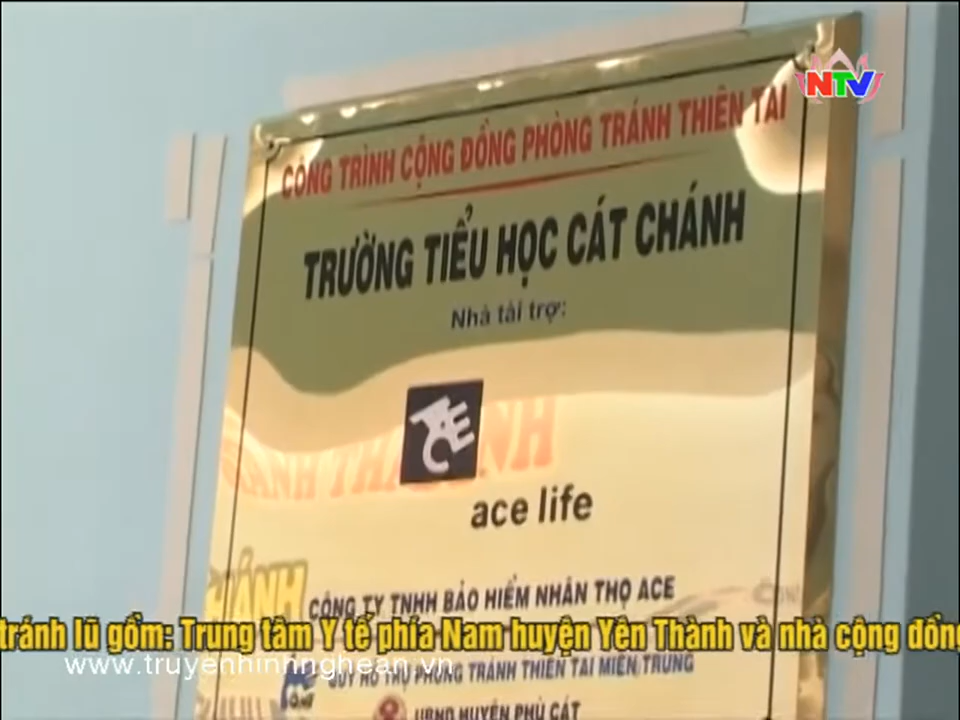 NTV
CÔNG TRÌNH CỘNG ĐỒNG PHÒNG TRÁNH THIÊN TAI
TRƯỜNG TIỂU HỌC CÁT CHÁNH
Nhà tài trợ:
ace life
CÔNG TY TNHH BẢO HIỂM NHÂN THỌ ACE
tránh lũ gồm: Trung tâm Y tế phía Nam huyện Yên Thành và nhà cộng đồng
www.truyenhinhnghean.vn
QUỸ HỖ TRỢ PHÒNG TRÁNH THIÊN TAI MIỀN TRUNG
UBND HUYỆN PHÙ CÁT